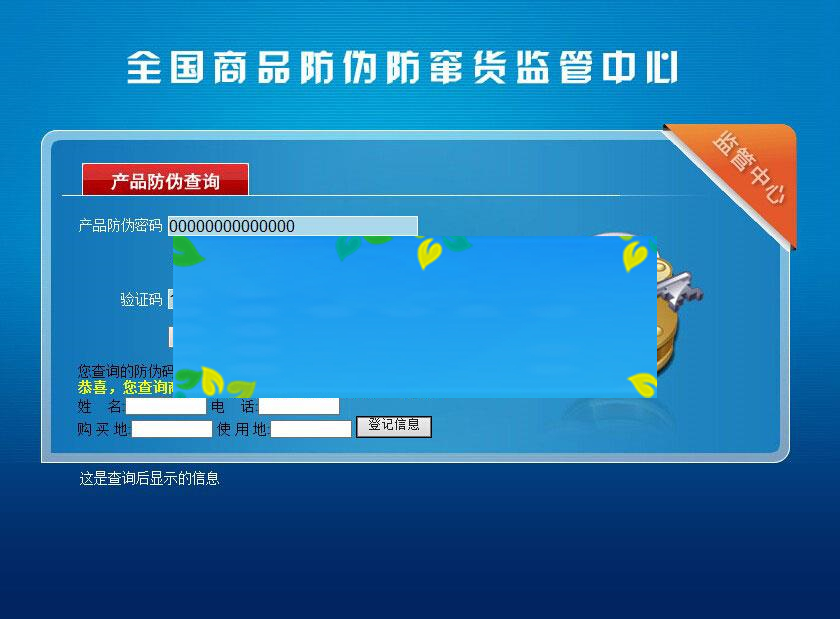 全国商品防伪防窜货监管中心
监管中心
产品防伪查询
产品防伪密码 00000000000000
验证码
您查询的防伪码
恭喜，您查询
姓 名: 电 话:
购 买 地: 使 用 地: 登记信息
这是查询后显示的信息